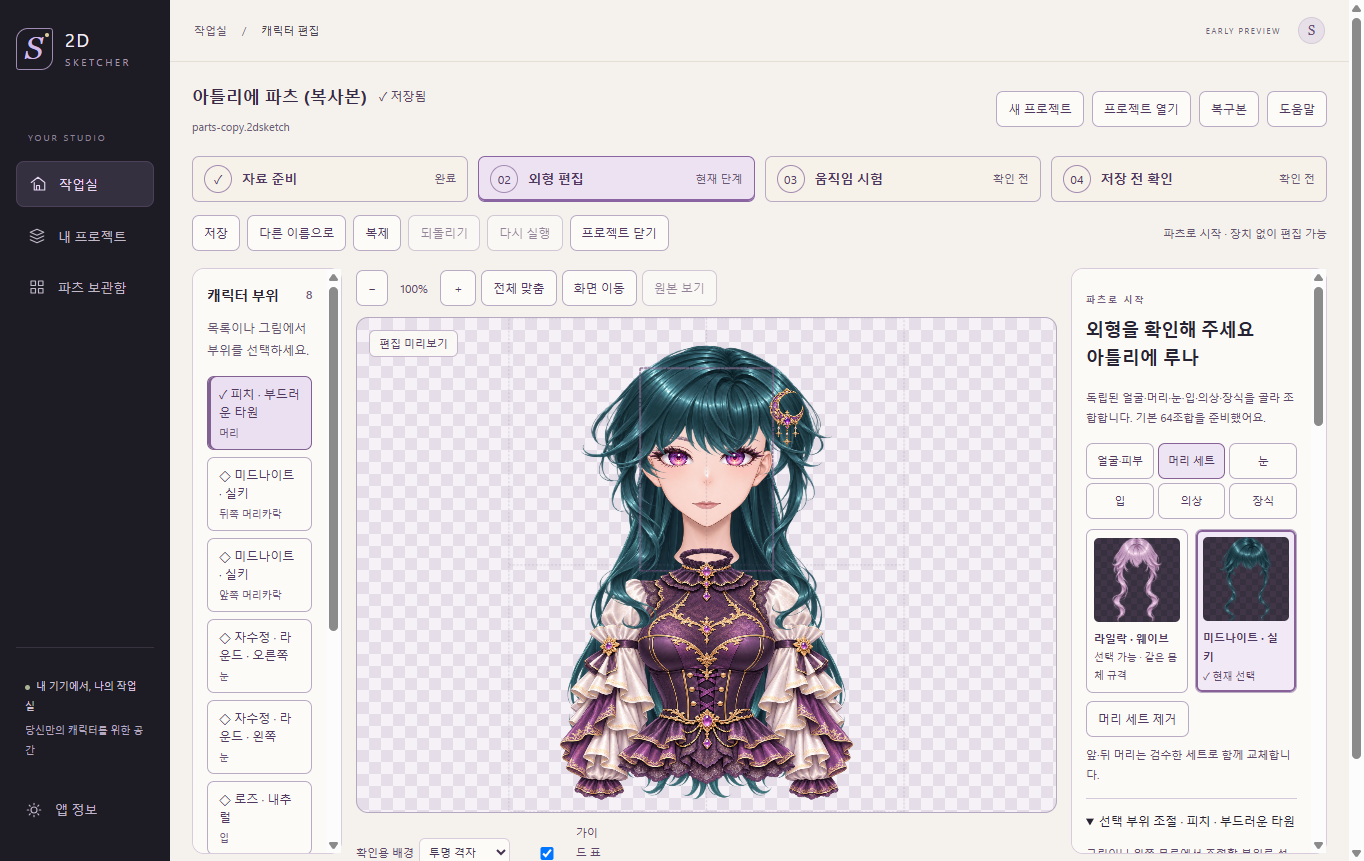 S
2D
SKETCHER
YOUR STUDIO
작업실
내 프로젝트
파츠 보관함
내 기기에서, 나의 작업
실
당신만의 캐릭터를 위한 공
간
앱 정보
작업실 / 캐릭터 편집
EARLY PREVIEW
S
아틀리에 파츠 (복사본) ✓ 저장됨
parts-copy.2dsketch
새 프로젝트
프로젝트 열기
복구본
도움말
✓ 자료 준비 완료
02 외형 편집 현재 단계
03 움직임 시험 확인 전
04 저장 전 확인 확인 전
저장
다른 이름으로
복제
되돌리기
다시 실행
프로젝트 닫기
파츠로 시작 · 장치 없이 편집 가능
캐릭터 부위 8
목록이나 그림에서
부위를 선택하세요.
✓ 피치 · 부드러
운 타원
머리
◇ 미드나이트
· 실키
뒤쪽 머리카락
◇ 미드나이트
· 실키
앞쪽 머리카락
◇ 자수정 · 라
운드 · 오른쪽
눈
◇ 자수정 · 라
운드 · 왼쪽
눈
◇ 로즈 · 내추
럴
입
−
100%
+
전체 맞춤
화면 이동
원본 보기
편집 미리보기
확인용 배경
투명 격자
가이
드 표
파츠로 시작
외형을 확인해 주세요
아틀리에 루나
독립된 얼굴·머리·눈·입·의상·장식을 골라 조
합합니다. 기본 64조합을 준비했어요.
얼굴·피부
머리 세트
눈
입
의상
장식
라일락 · 웨이브
선택 가능 · 같은 몸
체 규격
미드나이트 · 실
키
✓ 현재 선택
머리 세트 제거
앞·뒤 머리는 검수한 세트로 함께 교체합니
다.
▼ 선택 부위 조절 · 피치 · 부드러운 타원